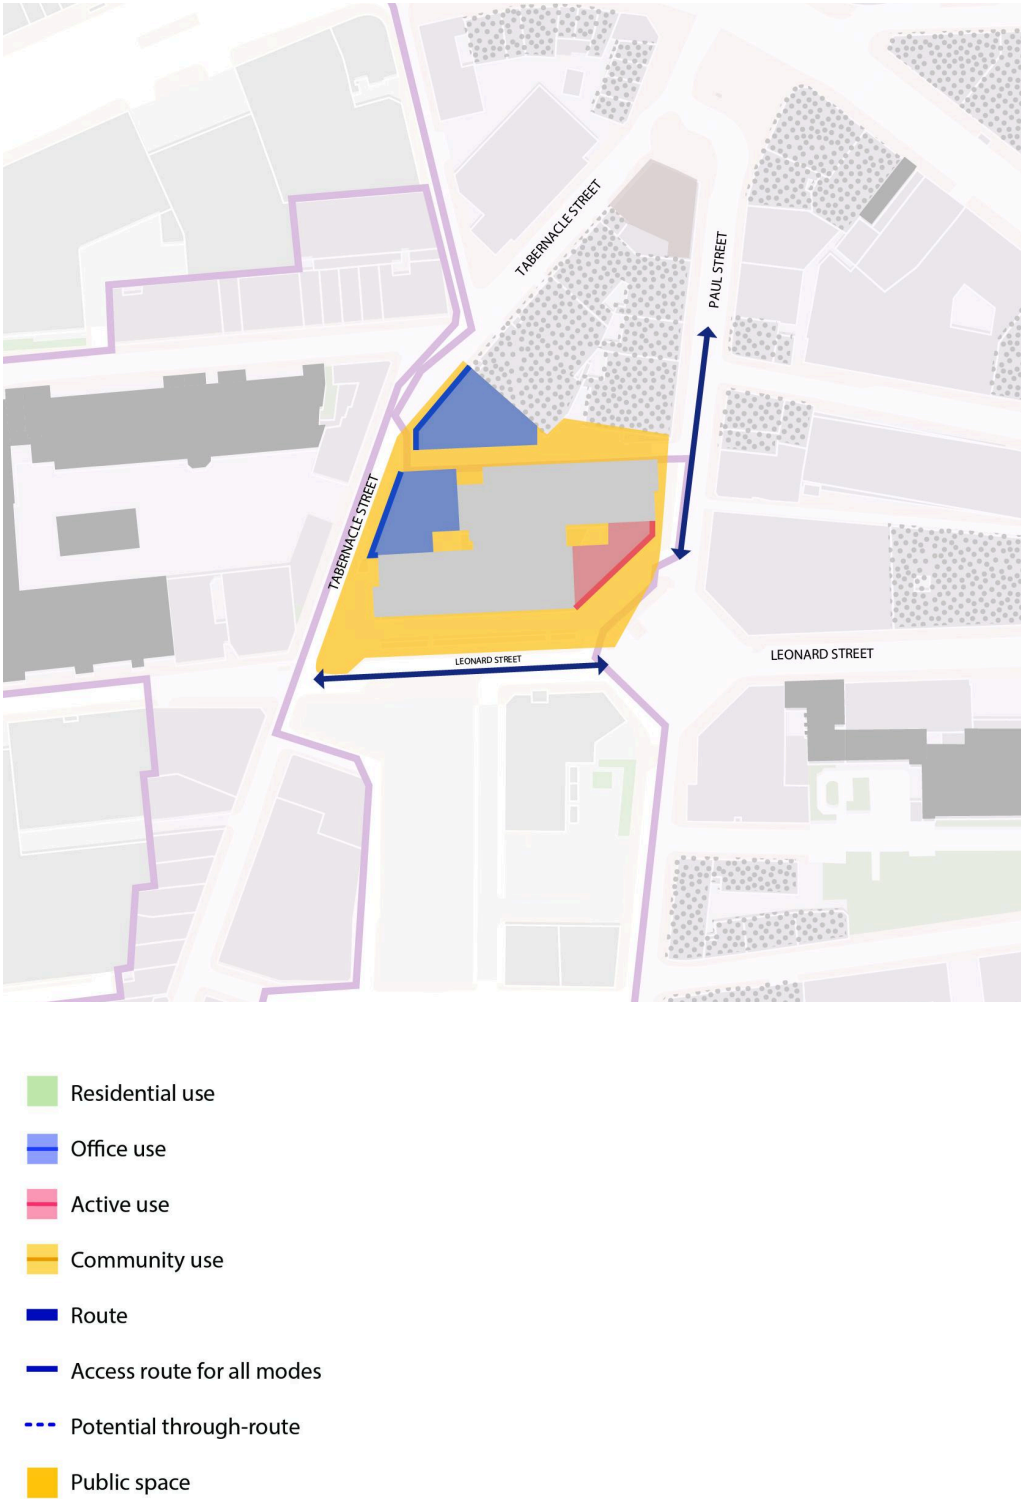 TABERNACLE STREET
PAUL STREET
TABERNACLE STREET
LEONARD STREET
LEONARD STREET
Residential use
Office use
Active use
Community use
Route
Access route for all modes
Potential through-route
Public space